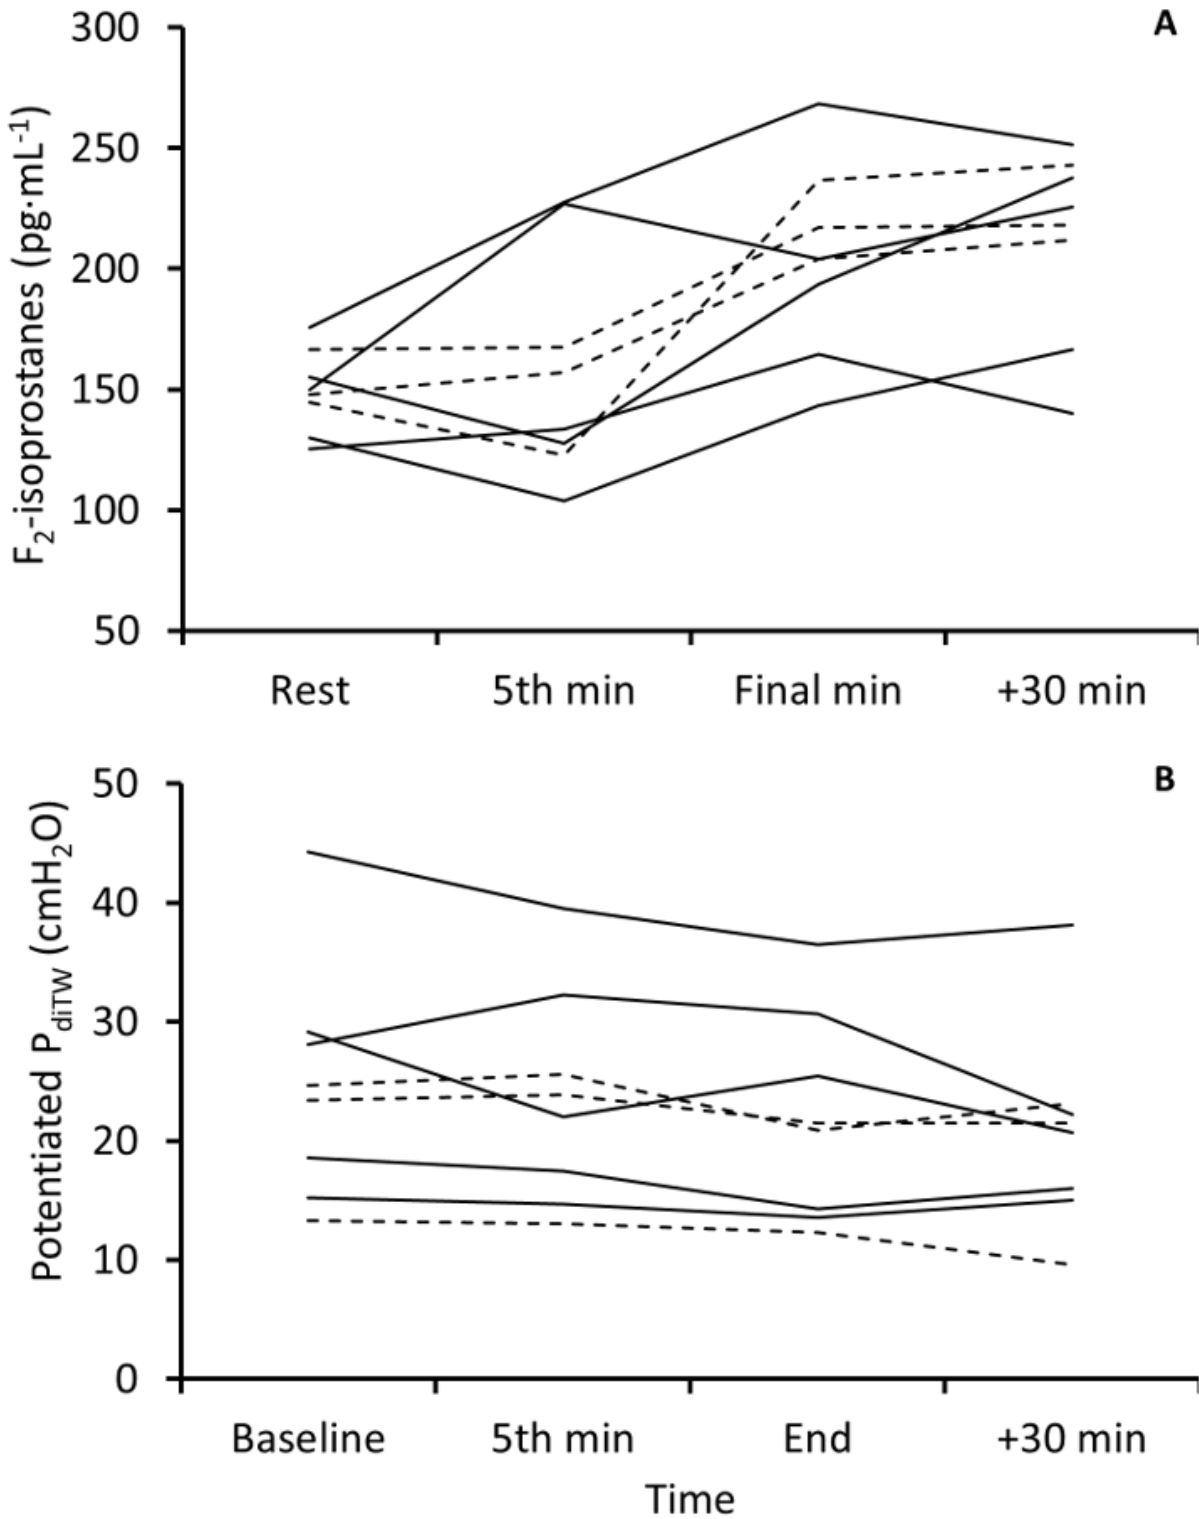 A
300
250
200
150
100
50
F₂-isoprostanes (pg·mL⁻¹)
Rest 5th min Final min +30 min
B
50
40
30
20
10
0
Potentiated PdiTW (cmH₂O)
Baseline 5th min End +30 min
Time